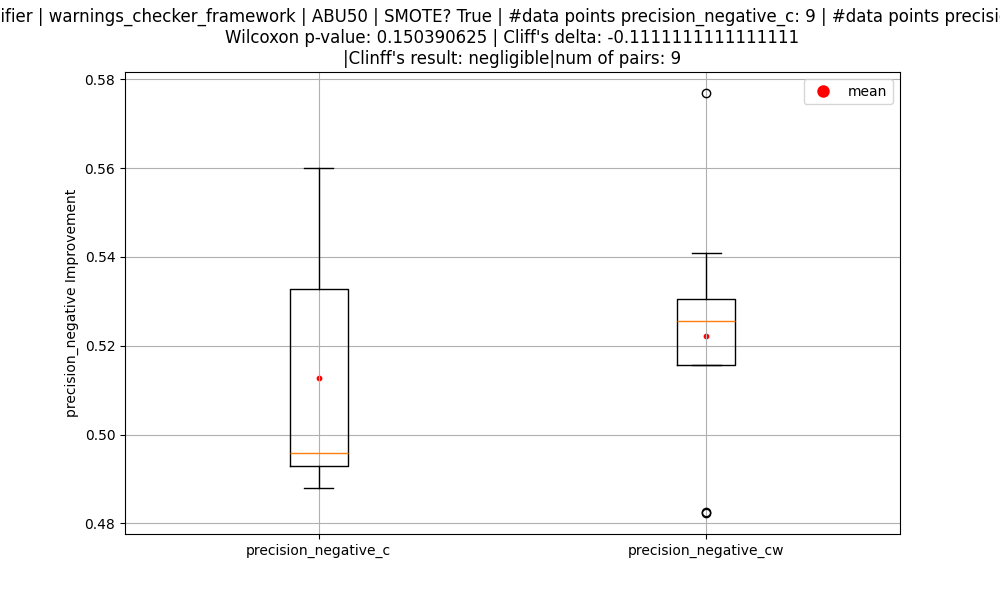 ifier | warnings_checker_framework | ABU50 | SMOTE? True | #data points precision_negative_c: 9 | #data points precisi
Wilcoxon p-value: 0.150390625 | Cliff's delta: -0.1111111111111111
|Clinff's result: negligible|num of pairs: 9
mean
0.58
0.56
0.54
0.52
0.50
0.48
precision_negative Improvement
precision_negative_c
precision_negative_cw